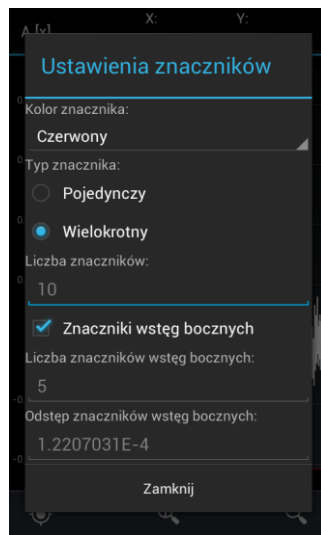 X: Y:
A [x]
Ustawienia znaczników
Kolor znacznika:
Czerwony
Typ znacznika:
Pojedynczy
Wielokrotny
Liczba znaczników:
10
Znaczniki wstęg bocznych
Liczba znaczników wstęg bocznych:
5
Odstęp znaczników wstęg bocznych:
1.2207031E-4
Zamknij